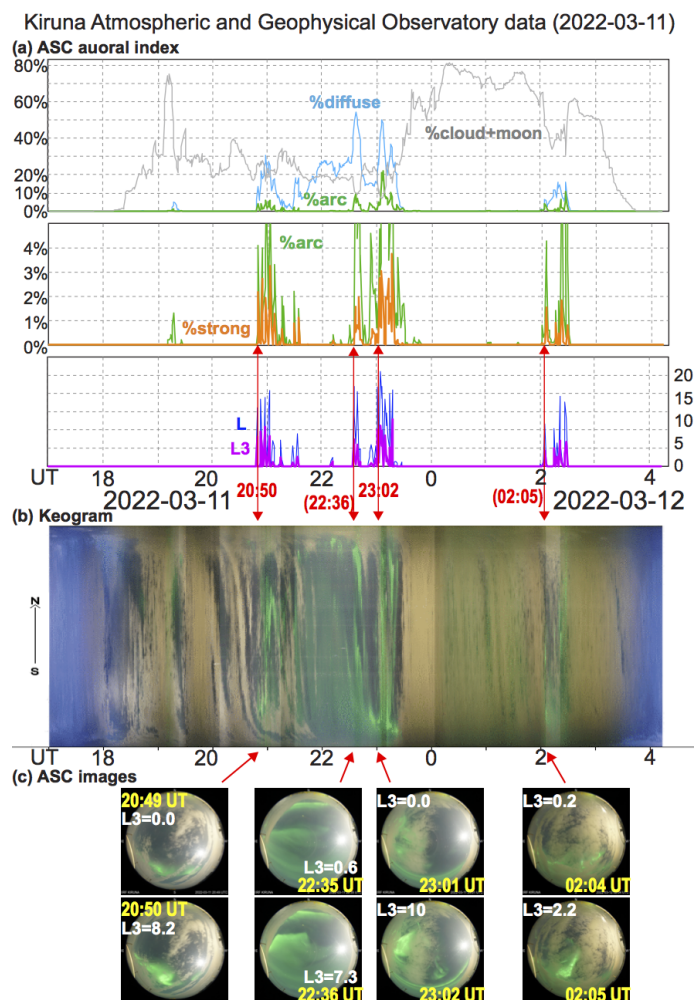 Kiruna Atmospheric and Geophysical Observatory data (2022-03-11)
(a) ASC auoral index
80%
60%
40%
20%
10%
0%
%diffuse
%cloud+moon
%arc
4%
3%
2%
1%
0%
%arc
%strong
20
15
10
5
0
L
L3
UT 18 20 22 0 2 4
2022-03-11 20:50 (22:36) 23:02 (02:05) 2022-03-12
(b) Keogram
N
S
UT 18 20 22 0 2 4
(c) ASC images
20:49 UT
L3=0.0
L3=0.6
22:35 UT
L3=0.0
23:01 UT
L3=0.2
02:04 UT
20:50 UT
L3=8.2
L3=7.3
22:36 UT
L3=10
23:02 UT
L3=2.2
02:05 UT